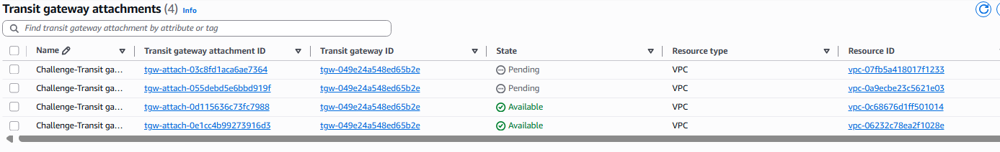 Transit gateway attachments (4) Info
Find transit gateway attachment by attribute or tag
Name Transit gateway attachment ID Transit gateway ID State Resource type Resource ID
Challenge-Transit ga... tgw-attach-03c8fd1aca6ae7364 tgw-049e24a548ed65b2e Pending VPC vpc-07fb5a418017f1233
Challenge-Transit ga... tgw-attach-055debd5e6bbd919f tgw-049e24a548ed65b2e Pending VPC vpc-0a9ecbe23c5621e03
Challenge-Transit ga... tgw-attach-0d115636c73fc7988 tgw-049e24a548ed65b2e Available VPC vpc-0c68676d1ff501014
Challenge-Transit ga... tgw-attach-0e1cc4b99273916d3 tgw-049e24a548ed65b2e Available VPC vpc-06232c78ea2f1028e